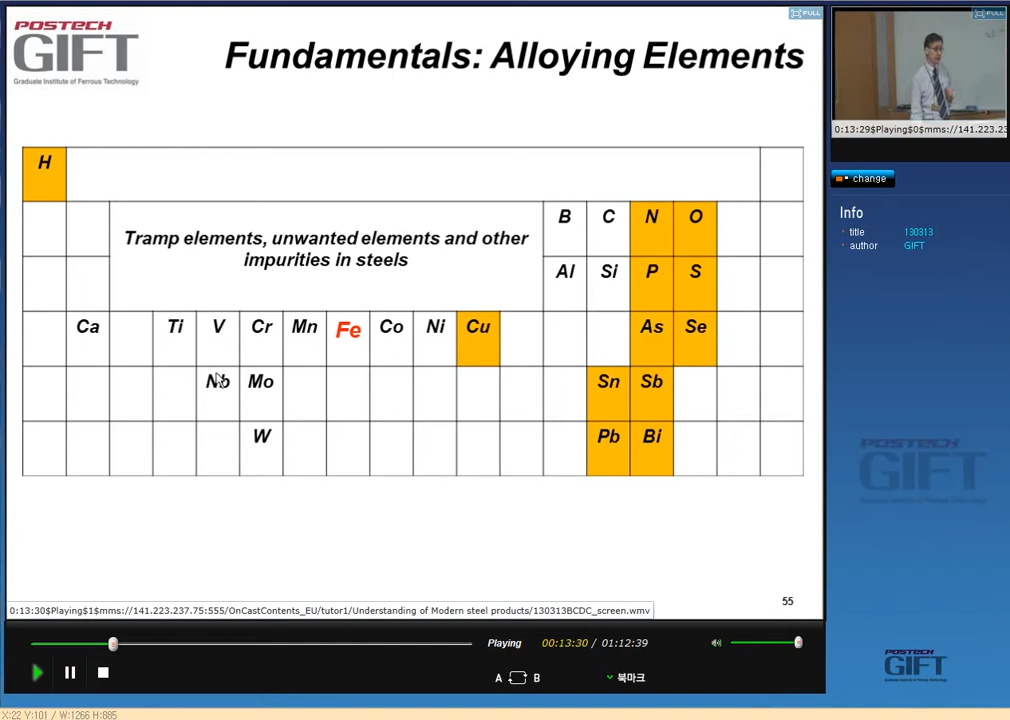 POSTECH
GIFT
Graduate Institute of Ferrous Technology
Fundamentals: Alloying Elements
FULL
FULL
0:13:29$Playing$0$mms://141.223.23
change
Info
title 130313
author GIFT
H
B C N O
Tramp elements, unwanted elements and other
impurities in steels
Al Si P S
Ca Ti V Cr Mn Fe Co Ni Cu As Se
Nb Mo Sn Sb
W Pb Bi
POSTECH
GIFT
55
0:13:30$Playing$1$mms://141.223.237.75:555/OnCastContents_EU/tutor1/Understanding of Modern steel products/130313BCDC_screen.wmv
Playing 00:13:30 / 01:12:39
A B 북마크
POSTECH
GIFT
X:22 Y:101 / W:1266 H:885